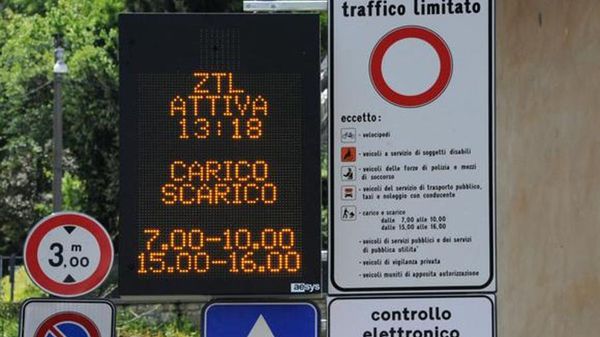 ZTL
ATTIVA
13:18
CARICO
SCARICO
7.00-10.00
15.00-16.00
aesys
3, m
00
traffico limitato
eccetto:
- velocipedi
- veicoli a servizio di soggetti disabili
- veicoli delle forze di polizia e mezzi
di soccorso
- veicoli del servizio di trasporto pubblico,
taxi e noleggio con conducente
- carico e scarico
dalle 7,00 alle 10,00
dalle 15,00 alle 16,00
- veicoli di servizi pubblici e dei servizi
di pubblica utilita'
- veicoli di vigilanza privata
- veicoli muniti di apposita autorizzazione
controllo
elettronico